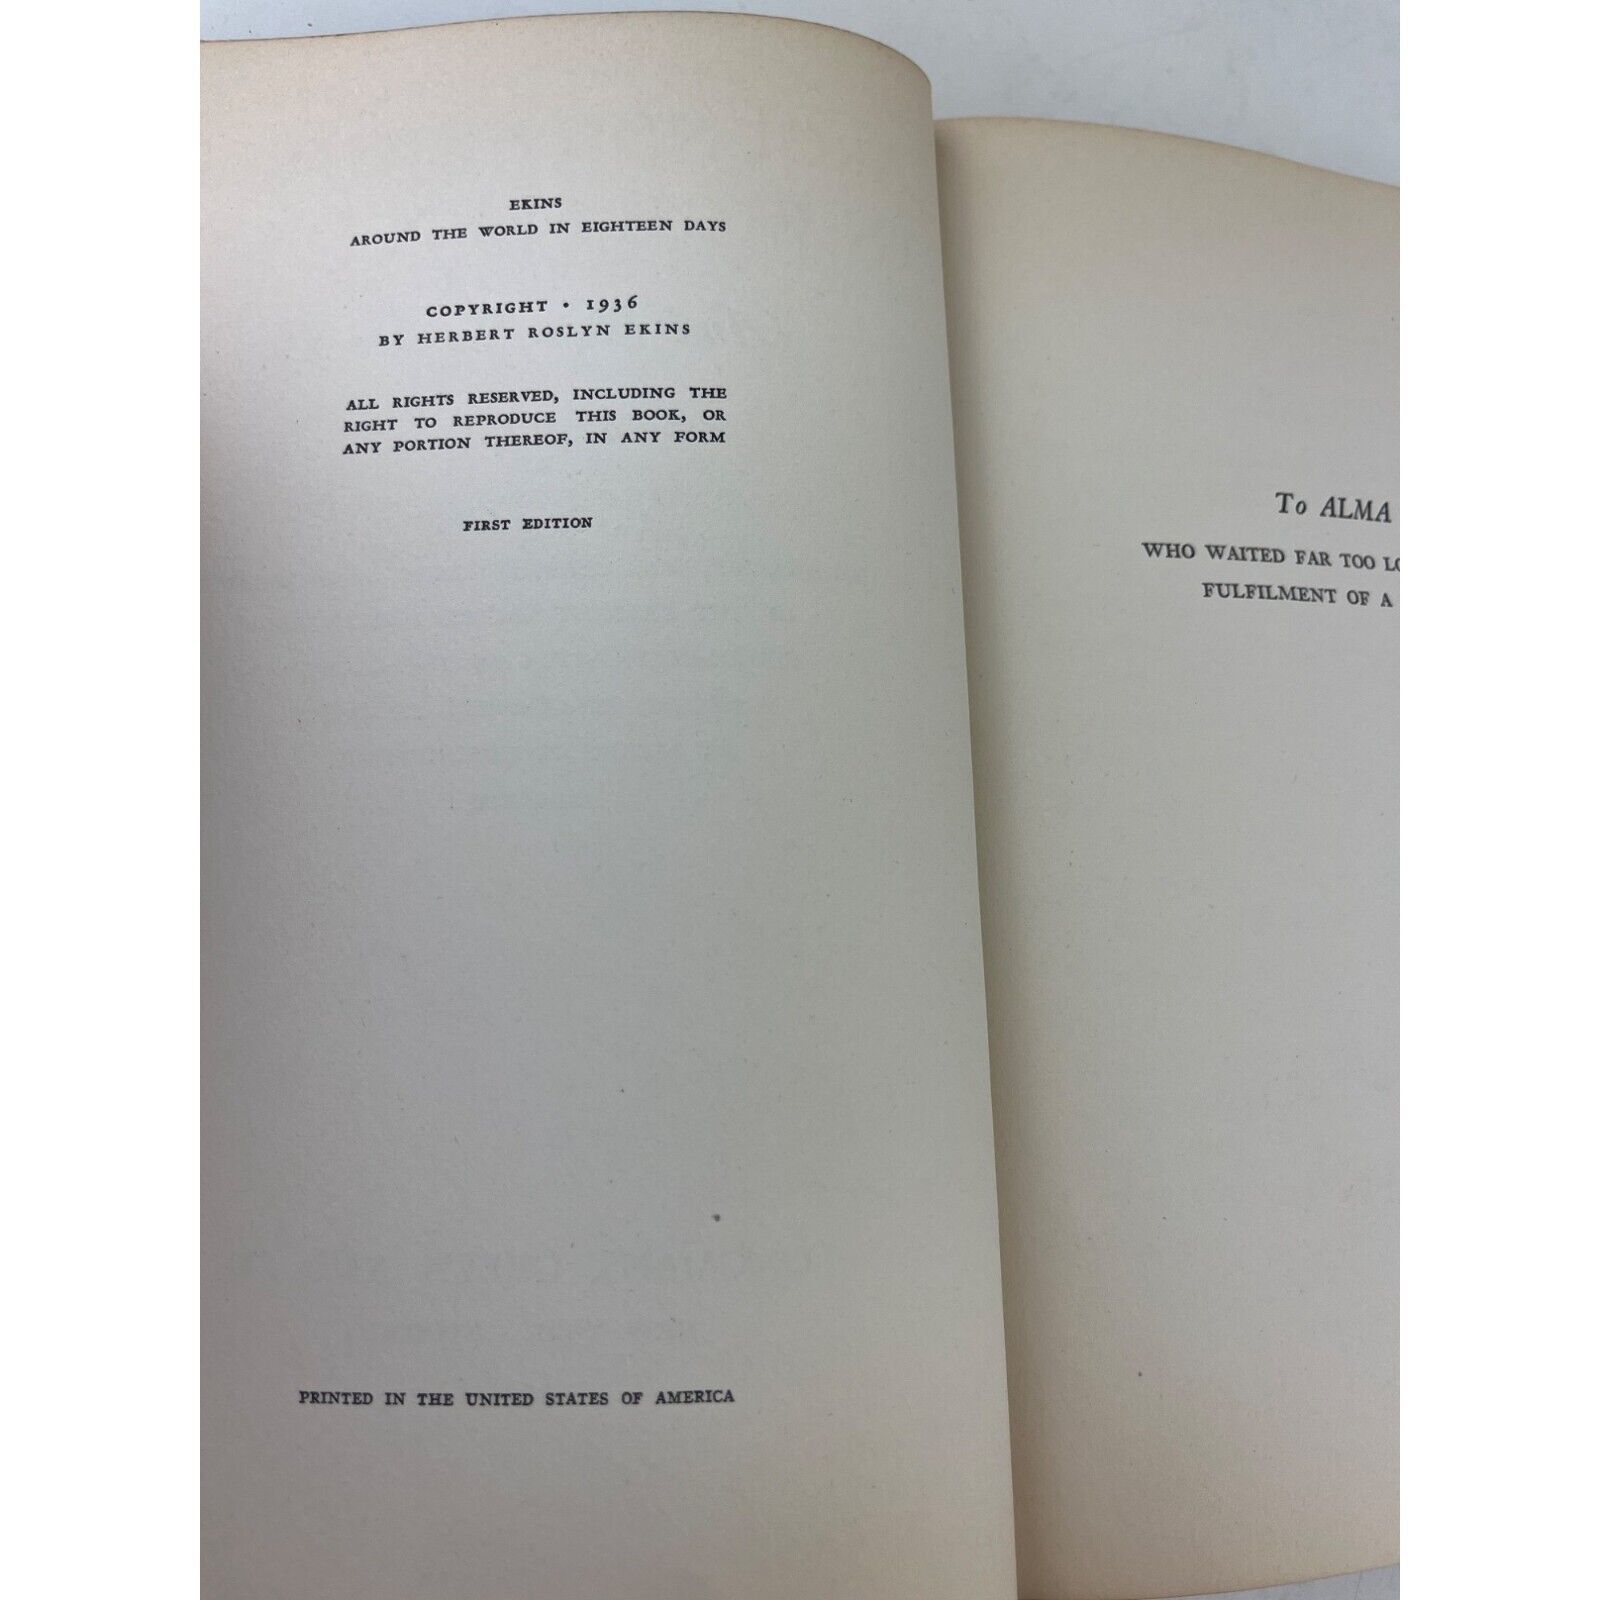 EKINS
AROUND THE WORLD IN EIGHTEEN DAYS
COPYRIGHT • 1936
BY HERBERT ROSLYN EKINS
ALL RIGHTS RESERVED, INCLUDING THE
RIGHT TO REPRODUCE THIS BOOK, OR
ANY PORTION THEREOF, IN ANY FORM
FIRST EDITION
PRINTED IN THE UNITED STATES OF AMERICA
To ALMA
WHO WAITED FAR TOO
FULFILMENT OF A